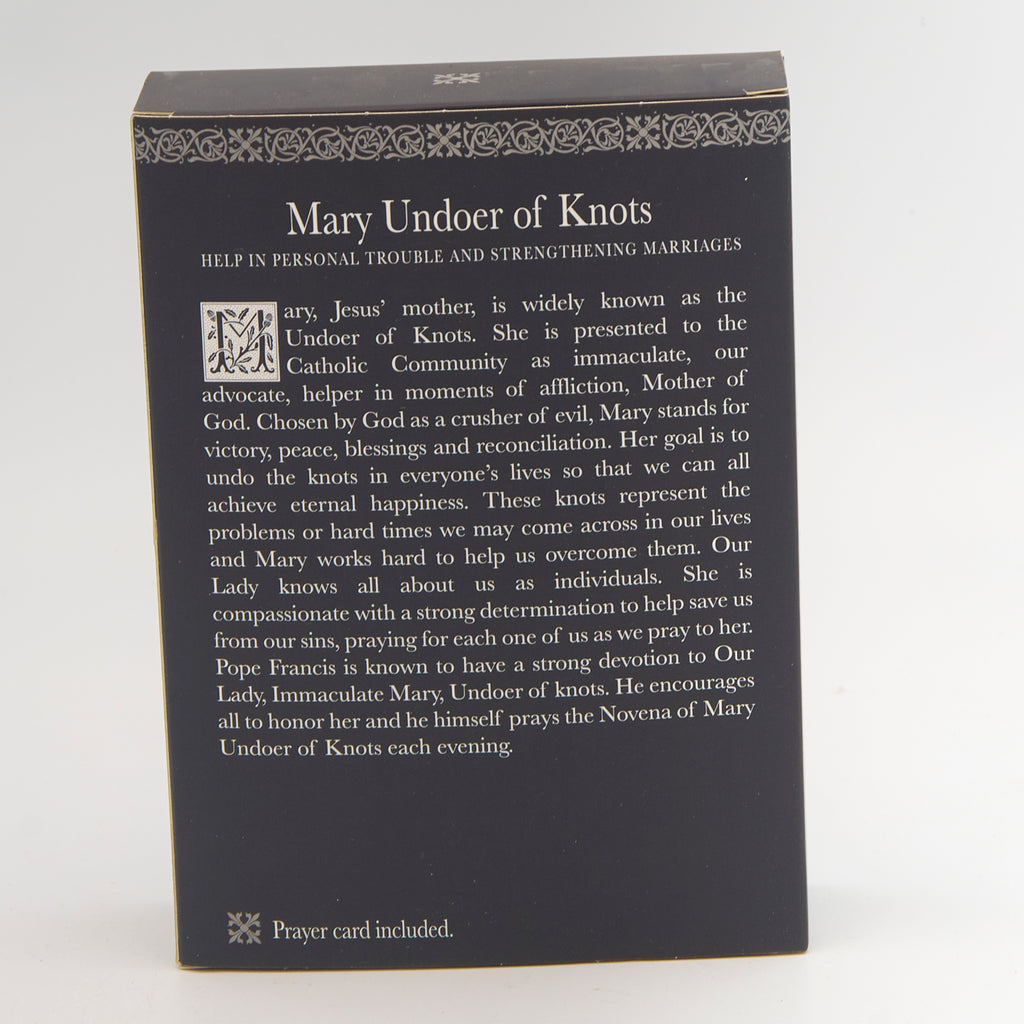 Mary Undoer of Knots
HELP IN PERSONAL TROUBLE AND STRENGTHENING MARRIAGES
Mary, Jesus’ mother, is widely known as the
Undoer of Knots. She is presented to the
Catholic Community as immaculate, our
advocate, helper in moments of affliction, Mother of
God. Chosen by God as a crusher of evil, Mary stands for
victory, peace, blessings and reconciliation. Her goal is to
undo the knots in everyone’s lives so that we can all
achieve eternal happiness. These knots represent the
problems or hard times we may come across in our lives
and Mary works hard to help us overcome them. Our
Lady knows all about us as individuals. She is
compassionate with a strong determination to help save us
from our sins, praying for each one of us as we pray to her.
Pope Francis is known to have a strong devotion to Our
Lady, Immaculate Mary, Undoer of knots. He encourages
all to honor her and he himself prays the Novena of Mary
Undoer of Knots each evening.
Prayer card included.